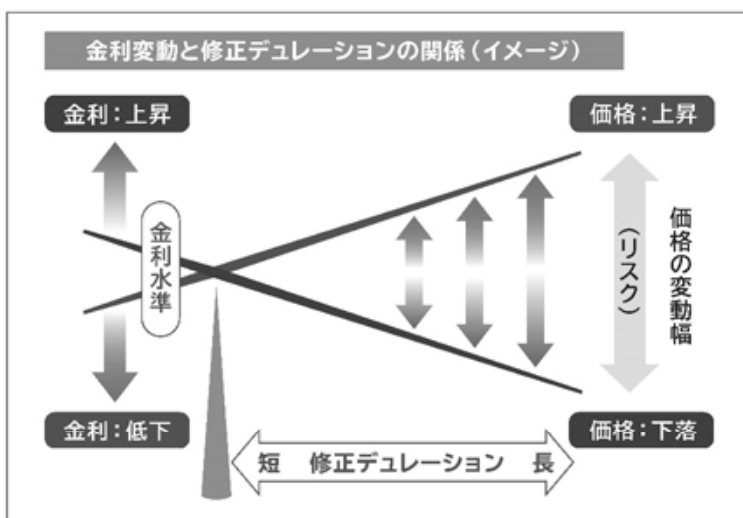 金利変動と修正デュレーションの関係（イメージ）
金利：上昇
価格：上昇
金利水準
（リスク）
価格の変動幅
金利：低下
価格：下落
短 修正デュレーション 長